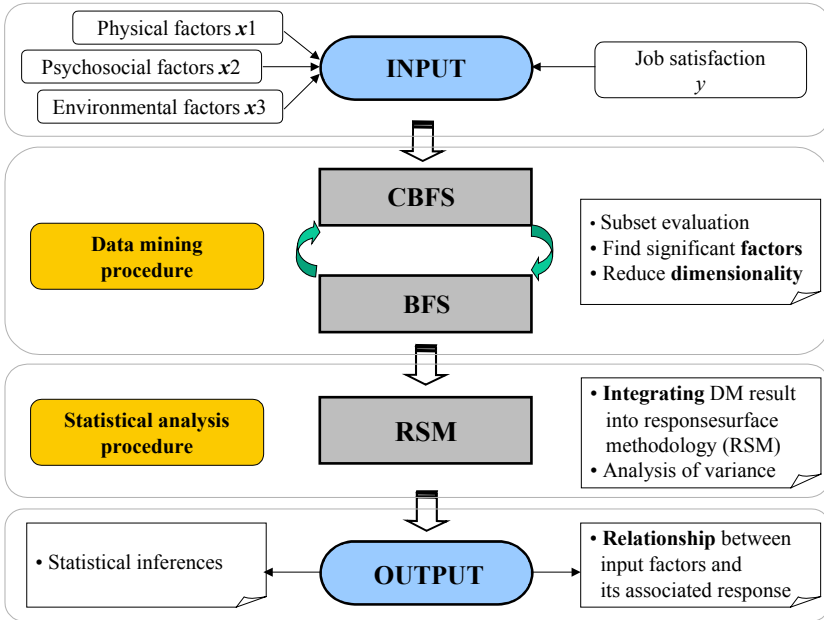 Physical factors x1
Psychosocial factors x2
Environmental factors x3
INPUT
Job satisfaction
y
Data mining
procedure
CBFS
BFS
• Subset evaluation
• Find significant factors
• Reduce dimensionality
Statistical analysis
procedure
RSM
• Integrating DM result
into responsesurface
methodology (RSM)
• Analysis of variance
• Statistical inferences
OUTPUT
• Relationship between
input factors and
its associated response